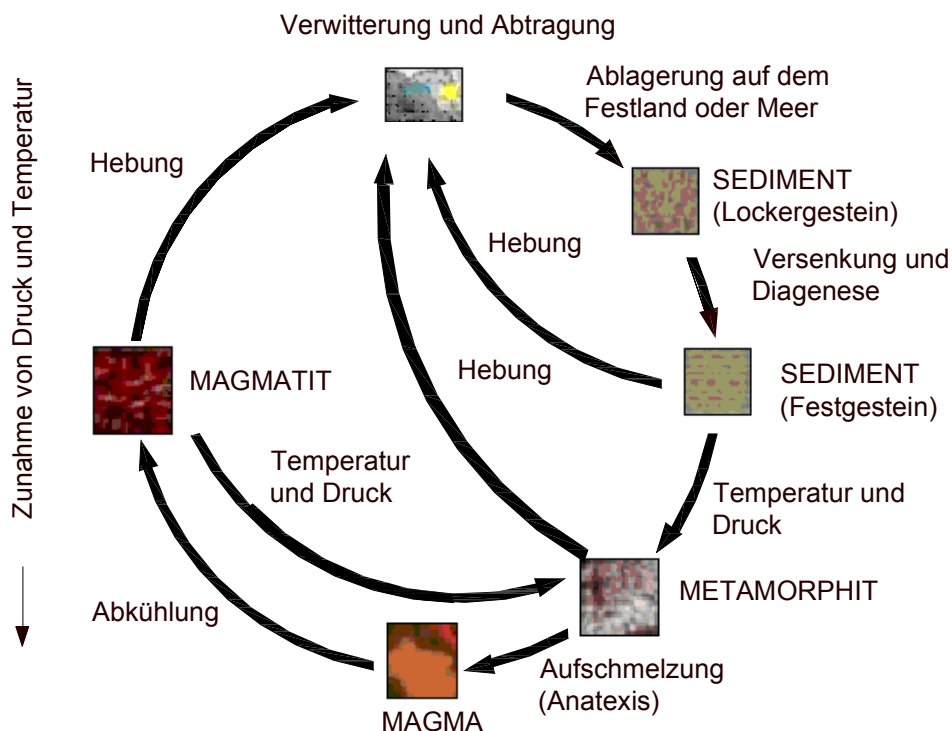 Verwitterung und Abtragung
Ablagerung auf dem
Festland oder Meer
Hebung
SEDIMENT
(Lockergestein)
Hebung
Versenkung und
Diagenese
Zunahme von Druck und Temperatur
MAGMATIT
Hebung
SEDIMENT
(Festgestein)
Temperatur
und Druck
Temperatur und
Druck
METAMORPHIT
Abkühlung
Aufschmelzung
(Anatexis)
MAGMA